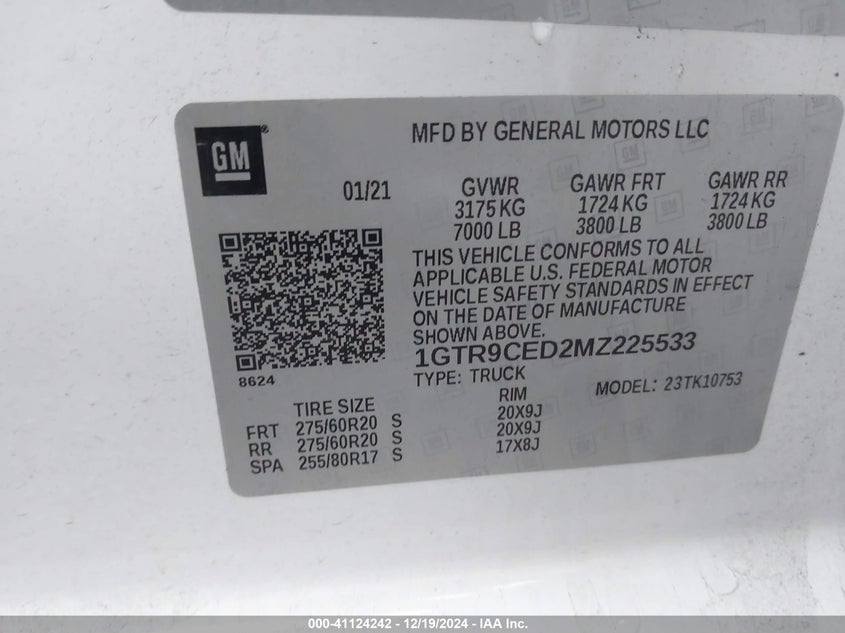 GM
®
MFD BY GENERAL MOTORS LLC
01/21
GVWR GAWR FRT GAWR RR
3175 KG 1724 KG 1724 KG
7000 LB 3800 LB 3800 LB
THIS VEHICLE CONFORMS TO ALL
APPLICABLE U.S. FEDERAL MOTOR
VEHICLE SAFETY STANDARDS IN EFFECT
ON THE DATE OF MANUFACTURE
SHOWN ABOVE.
1GTR9CED2MZ225533
8624
TYPE: TRUCK MODEL: 23TK10753
TIRE SIZE RIM
FRT 275/60R20 S 20X9J
RR 275/60R20 S 20X9J
SPA 255/80R17 S 17X8J
000-41124242 - 12/19/2024 - IAA Inc.